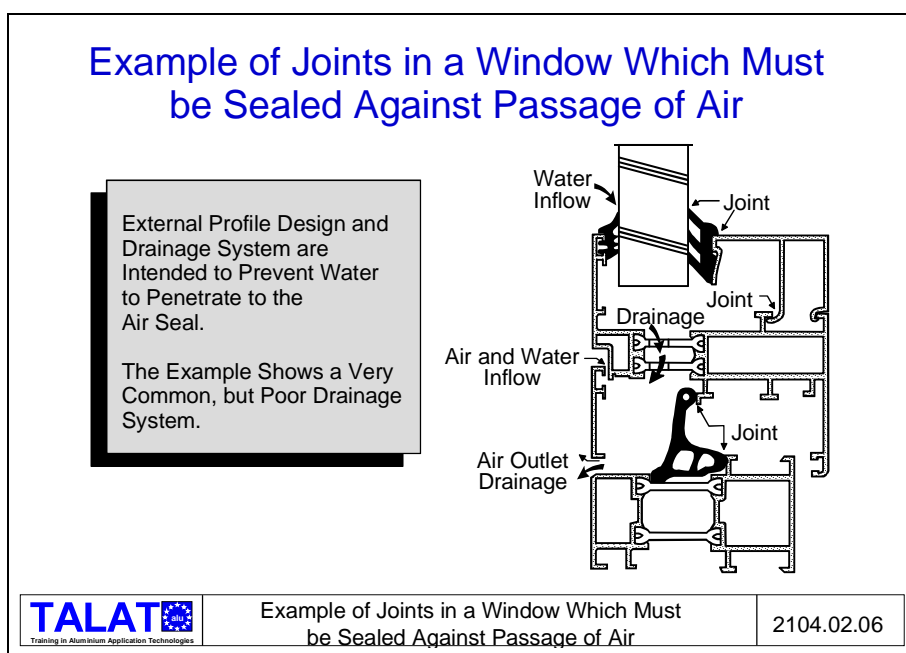 Example of Joints in a Window Which Must
be Sealed Against Passage of Air
External Profile Design and
Drainage System are
Intended to Prevent Water
to Penetrate to the
Air Seal.
The Example Shows a Very
Common, but Poor Drainage
System.
Water
Inflow
Joint
Joint
Drainage
Air and Water
Inflow
Joint
Air Outlet
Drainage
TALAT
alu
Training in Aluminium Application Technologies
Example of Joints in a Window Which Must
be Sealed Against Passage of Air
2104.02.06